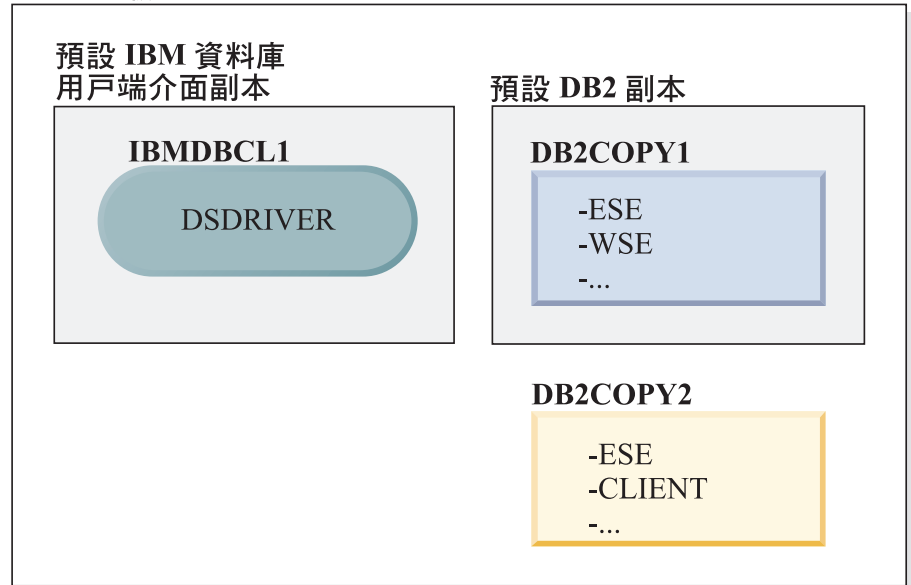 預設 IBM 資料庫
用戶端介面副本
IBMDBCL1
DSDRIVER
預設 DB2 副本
DB2COPY1
-ESE
-WSE
-...
DB2COPY2
-ESE
-CLIENT
-...